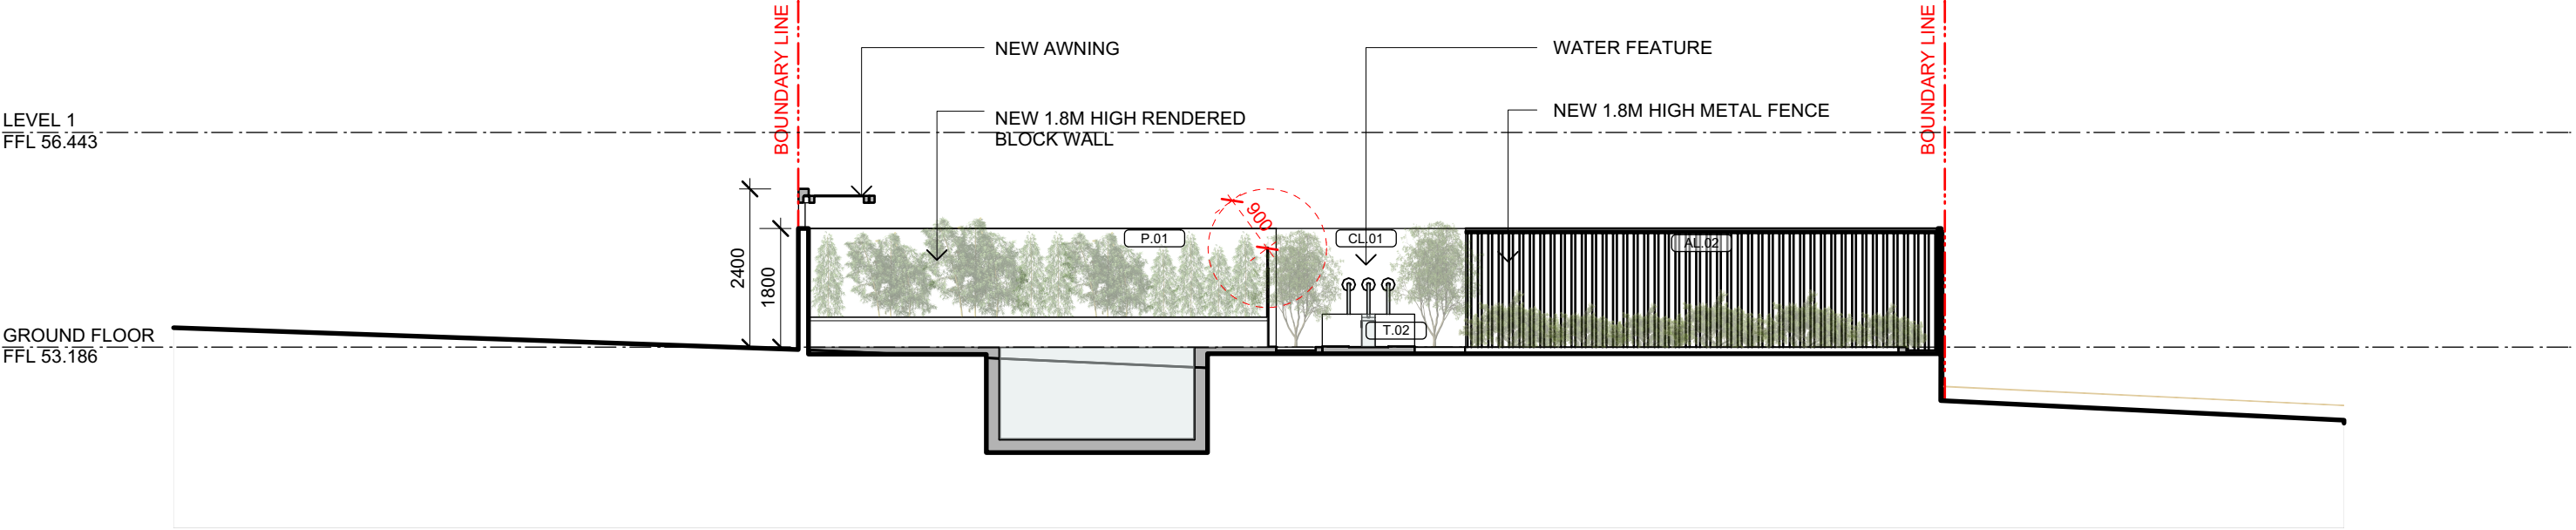 BOUNDARY LINE
NEW AWNING
WATER FEATURE
BOUNDARY LINE
NEW 1.8M HIGH RENDERED
BLOCK WALL
NEW 1.8M HIGH METAL FENCE
LEVEL 1
FFL 56.443
900
P.01
CL.01
AL.02
2400
1800
T.02
GROUND FLOOR
FFL 53.186